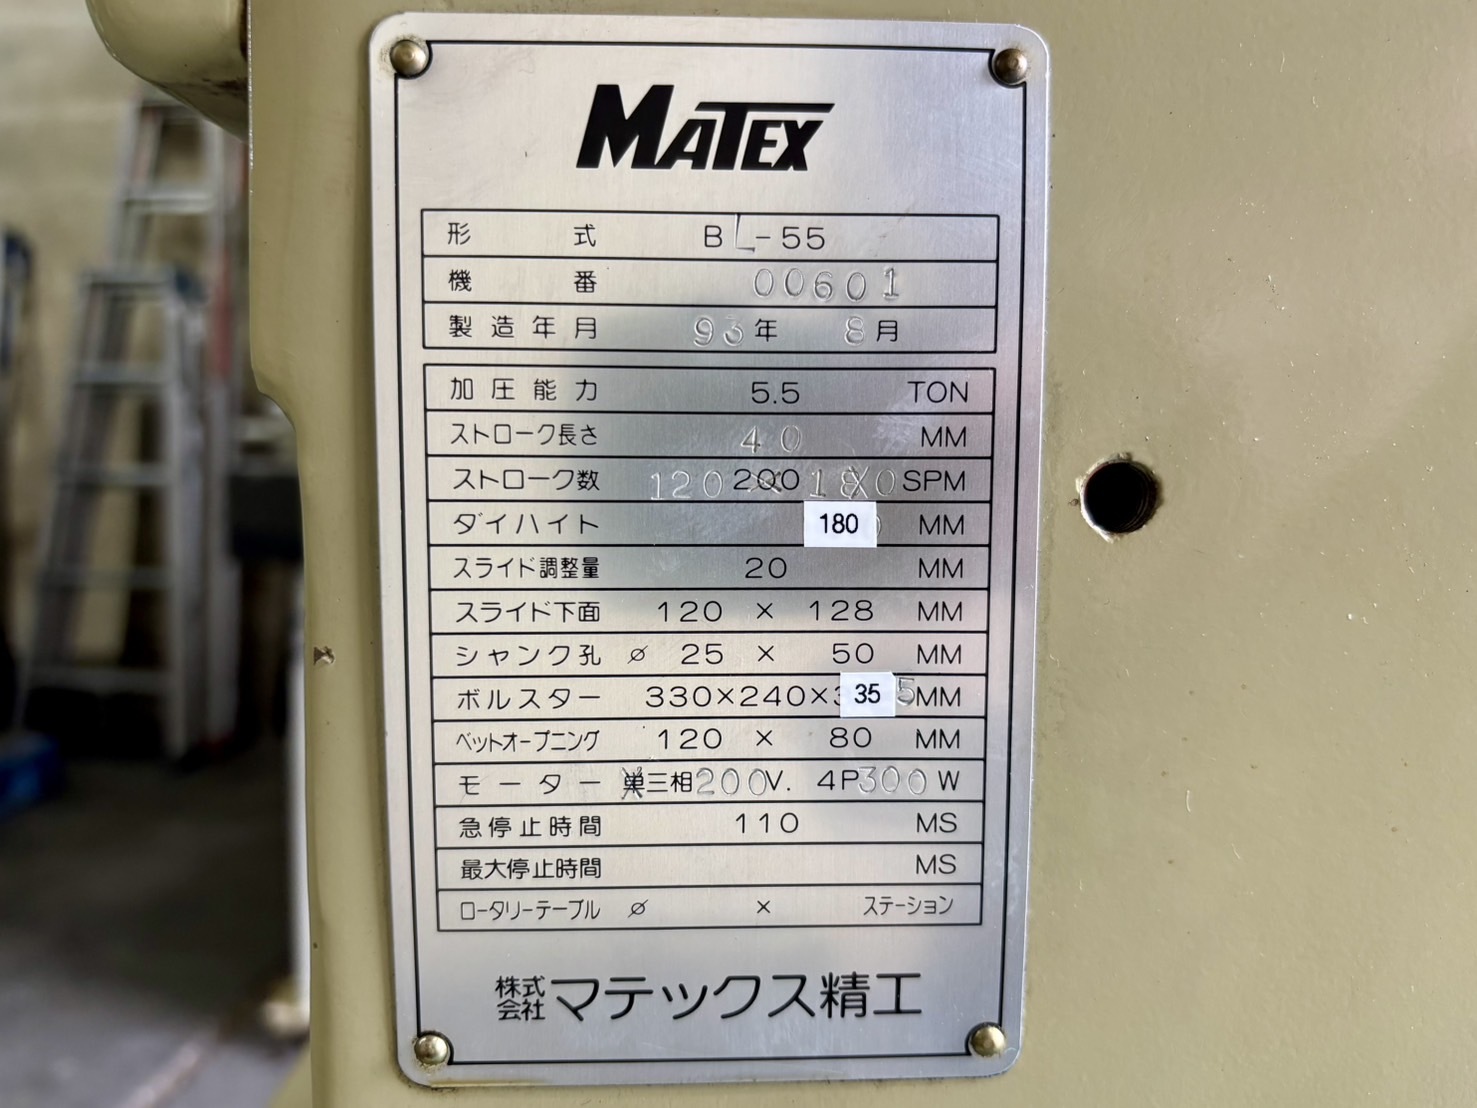 MATEX
形式 BL-55
機番 00601
製造年月 93年 8月
加圧能力 5.5 TON
ストローク長さ 40 MM
ストローク数 120 200 180 SPM
ダイハイト 180 MM
スライド調整量 20 MM
スライド下面 120 × 128 MM
シャンク孔 ⌀ 25 × 50 MM
ボルスター 330×240×35 MM
ベットオープニング 120 × 80 MM
モーター 単三相200V. 4P300W
急停止時間 110 MS
最大停止時間 MS
ロータリーテーブル ⌀ × ステーション
株式会社マテックス精工